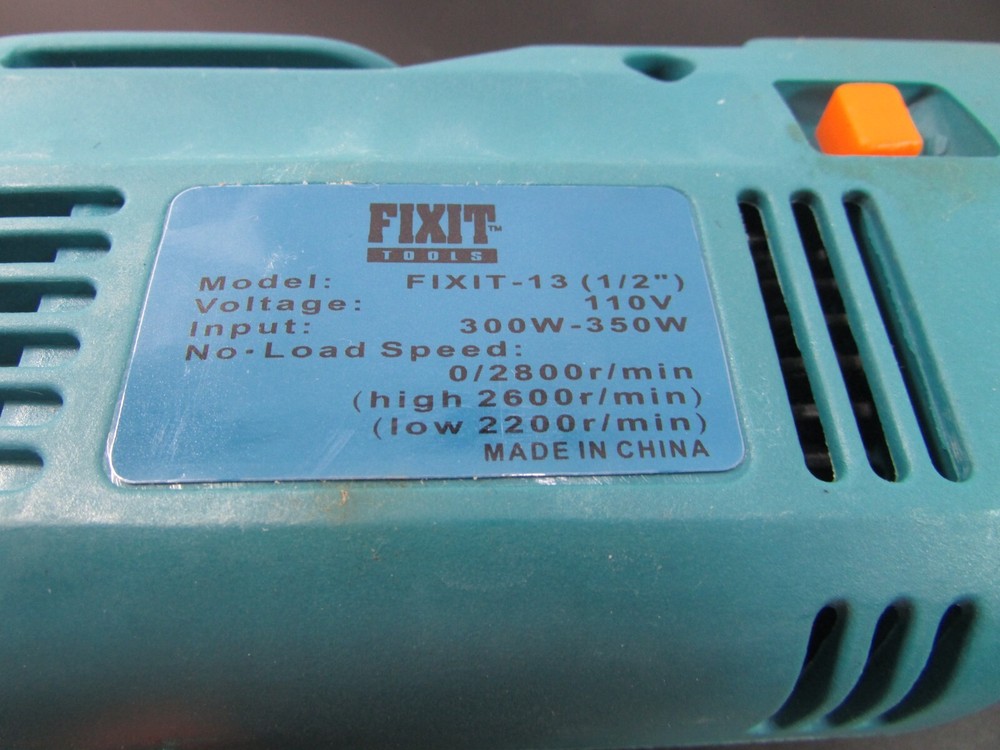 FIXIT™
TOOLS
Model: FIXIT-13 (1/2")
Voltage: 110V
Input: 300W-350W
No·Load Speed:
0/2800r/min
(high 2600r/min)
(low 2200r/min)
MADE IN CHINA